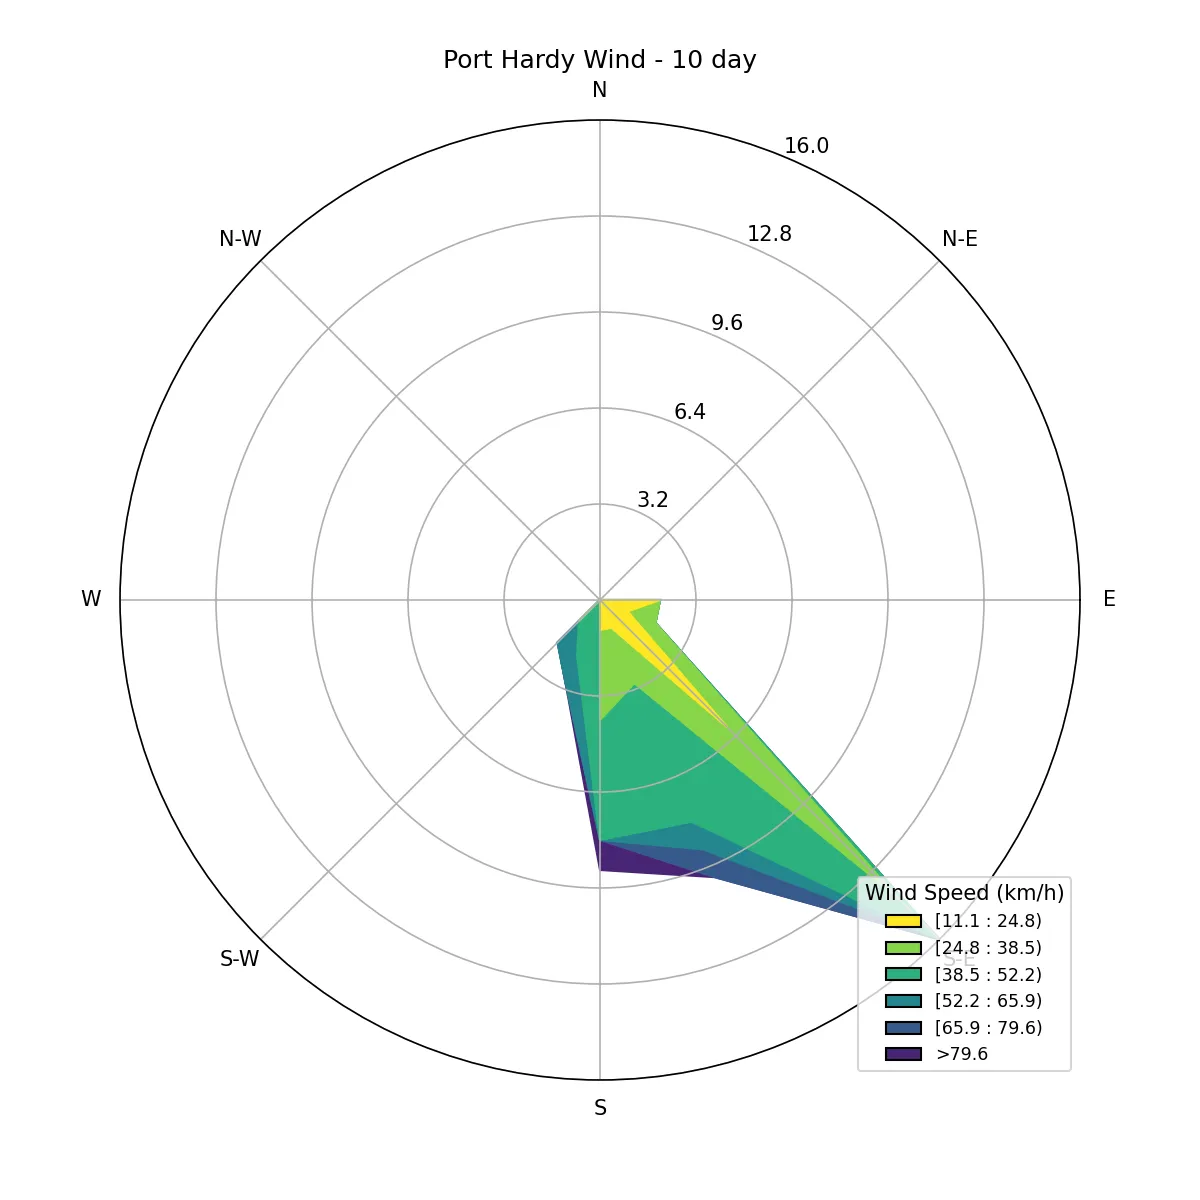 Port Hardy Wind - 10 day
N
16.0
N-W
12.8
N-E
9.6
6.4
3.2
W
E
Wind Speed (km/h)
[11.1 : 24.8)
[24.8 : 38.5)
S-W
S-E
[38.5 : 52.2)
[52.2 : 65.9)
[65.9 : 79.6)
>79.6
S